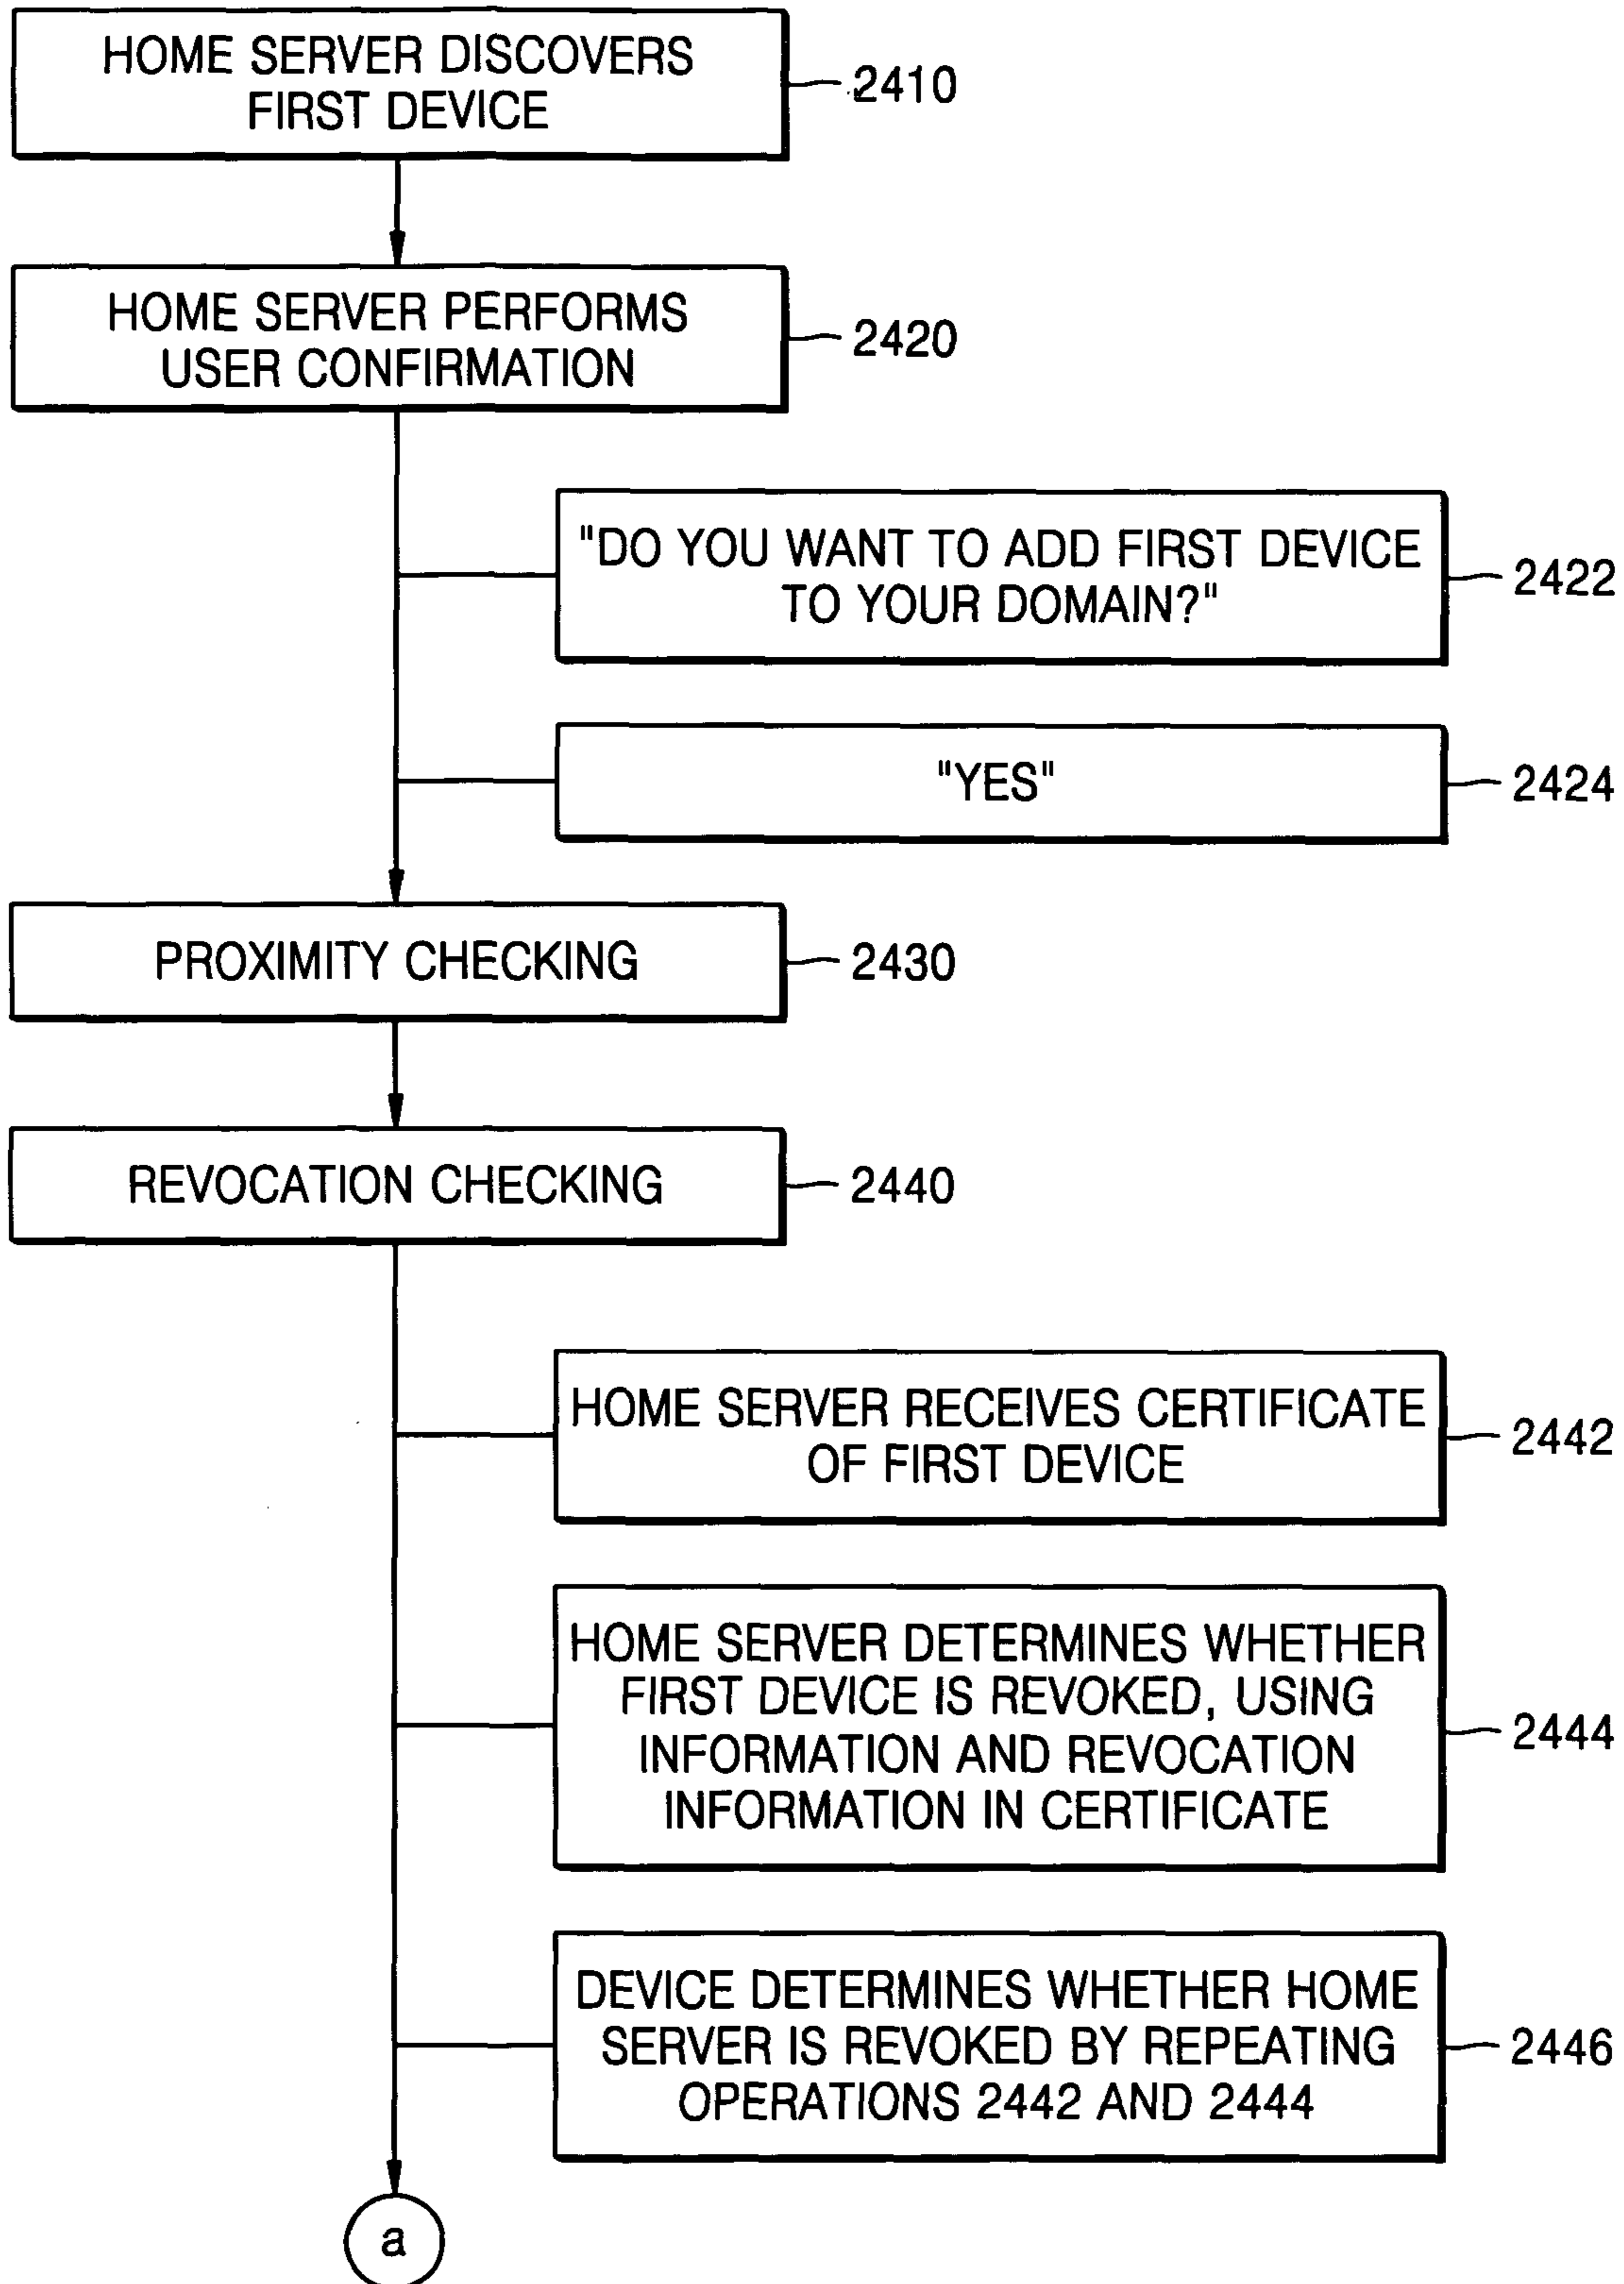 HOME SERVER DISCOVERS
FIRST DEVICE
2410
HOME SERVER PERFORMS
USER CONFIRMATION
2420
"DO YOU WANT TO ADD FIRST DEVICE
TO YOUR DOMAIN?"
2422
"YES"
2424
PROXIMITY CHECKING
2430
REVOCATION CHECKING
2440
HOME SERVER RECEIVES CERTIFICATE
OF FIRST DEVICE
2442
HOME SERVER DETERMINES WHETHER
FIRST DEVICE IS REVOKED, USING
INFORMATION AND REVOCATION
INFORMATION IN CERTIFICATE
2444
DEVICE DETERMINES WHETHER HOME
SERVER IS REVOKED BY REPEATING
OPERATIONS 2442 AND 2444
2446
a